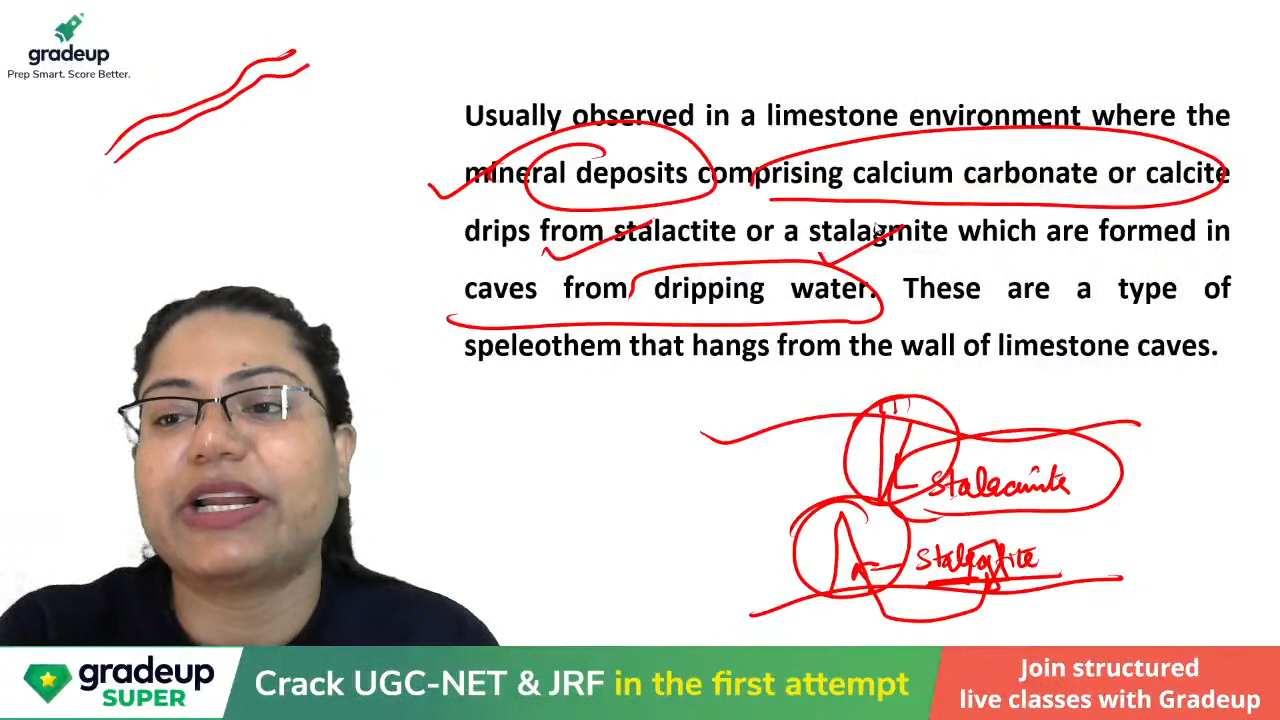 gradeup
Prep Smart. Score Better.
Usually observed in a limestone environment where the
mineral deposits comprising calcium carbonate or calcite
drips from stalactite or a stalagmite which are formed in
caves from dripping water. These are a type of
speleothem that hangs from the wall of limestone caves.
gradeup
SUPER
Crack UGC-NET & JRF in the first attempt
Join structured
live classes with Gradeup